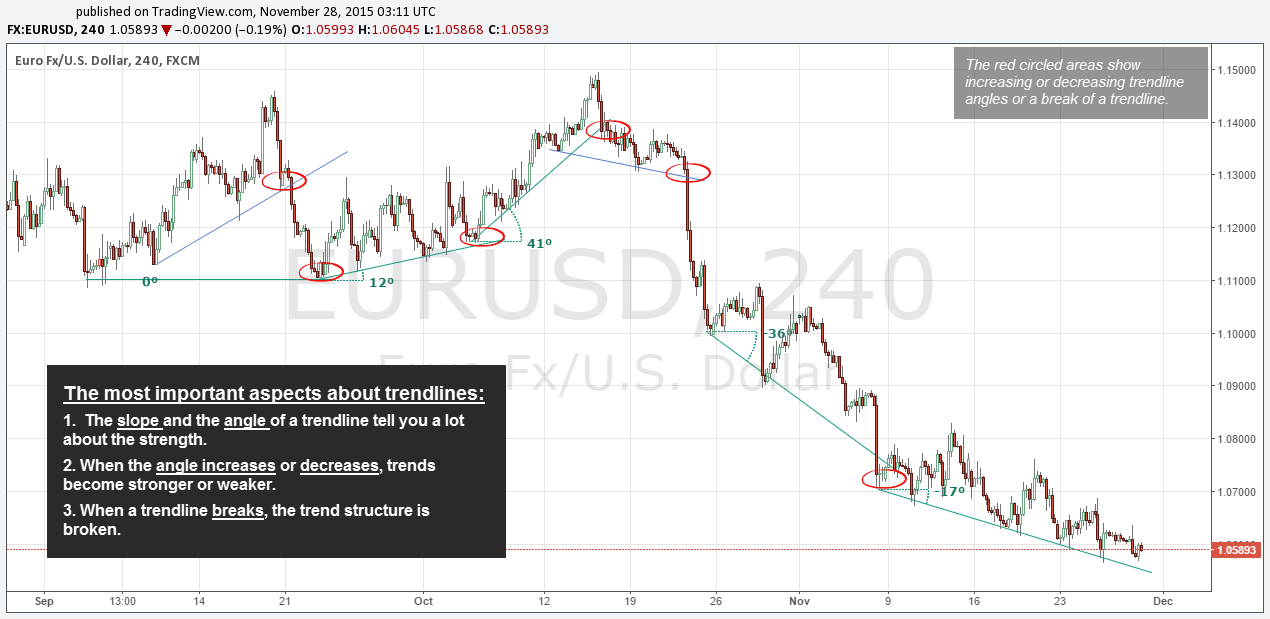 published on TradingView.com, November 28, 2015 03:11 UTC
FX:EURUSD, 240 1.05893 ▼ −0.00200 (−0.19%) O:1.05993 H:1.06045 L:1.05868 C:1.05893
Euro Fx/U.S. Dollar, 240, FXCM
The red circled areas show
increasing or decreasing trendline
angles or a break of a trendline.
1.15000
1.14000
1.13000
1.12000
1.11000
1.10000
1.09000
1.08000
1.07000
1.05893
EURUSD, 240
Euro Fx/U.S. Dollar
0º
12º
41º
-36º
-17º
The most important aspects about trendlines:
1. The slope and the angle of a trendline tell you a lot
about the strength.
2. When the angle increases or decreases, trends
become stronger or weaker.
3. When a trendline breaks, the trend structure is
broken.
Sep 13:00 14 21 Oct 12 19 26 Nov 9 16 23 Dec